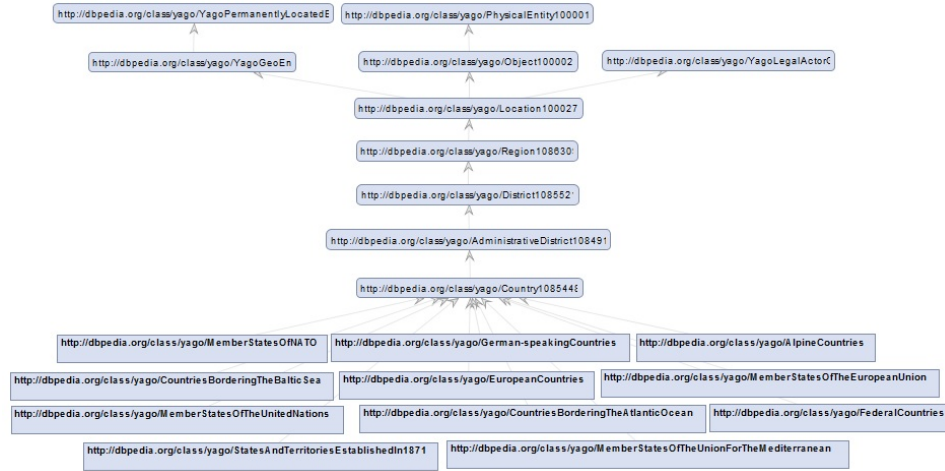 http://dbpedia.org/class/yago/YagoPermanentlyLocatedE
http://dbpedia.org/class/yago/PhysicalEntity100001
http://dbpedia.org/class/yago/YagoGeoEn
http://dbpedia.org/class/yago/Object100002
http://dbpedia.org/class/yago/YagoLegalActorG
http://dbpedia.org/class/yago/Location100027
http://dbpedia.org/class/yago/Region108630
http://dbpedia.org/class/yago/District108552
http://dbpedia.org/class/yago/AdministrativeDistrict108491
http://dbpedia.org/class/yago/Country108544
http://dbpedia.org/class/yago/MemberStatesOfNATO
http://dbpedia.org/class/yago/German-speakingCountries
http://dbpedia.org/class/yago/AlpineCountries
http://dbpedia.org/class/yago/CountriesBorderingTheBalticSea
http://dbpedia.org/class/yago/EuropeanCountries
http://dbpedia.org/class/yago/MemberStatesOfTheEuropeanUnion
http://dbpedia.org/class/yago/MemberStatesOfTheUnitedNations
http://dbpedia.org/class/yago/CountriesBorderingTheAtlanticOcean
http://dbpedia.org/class/yago/FederalCountries
http://dbpedia.org/class/yago/StatesAndTerritoriesEstablishedIn1871
http://dbpedia.org/class/yago/MemberStatesOfTheUnionForTheMediterranean